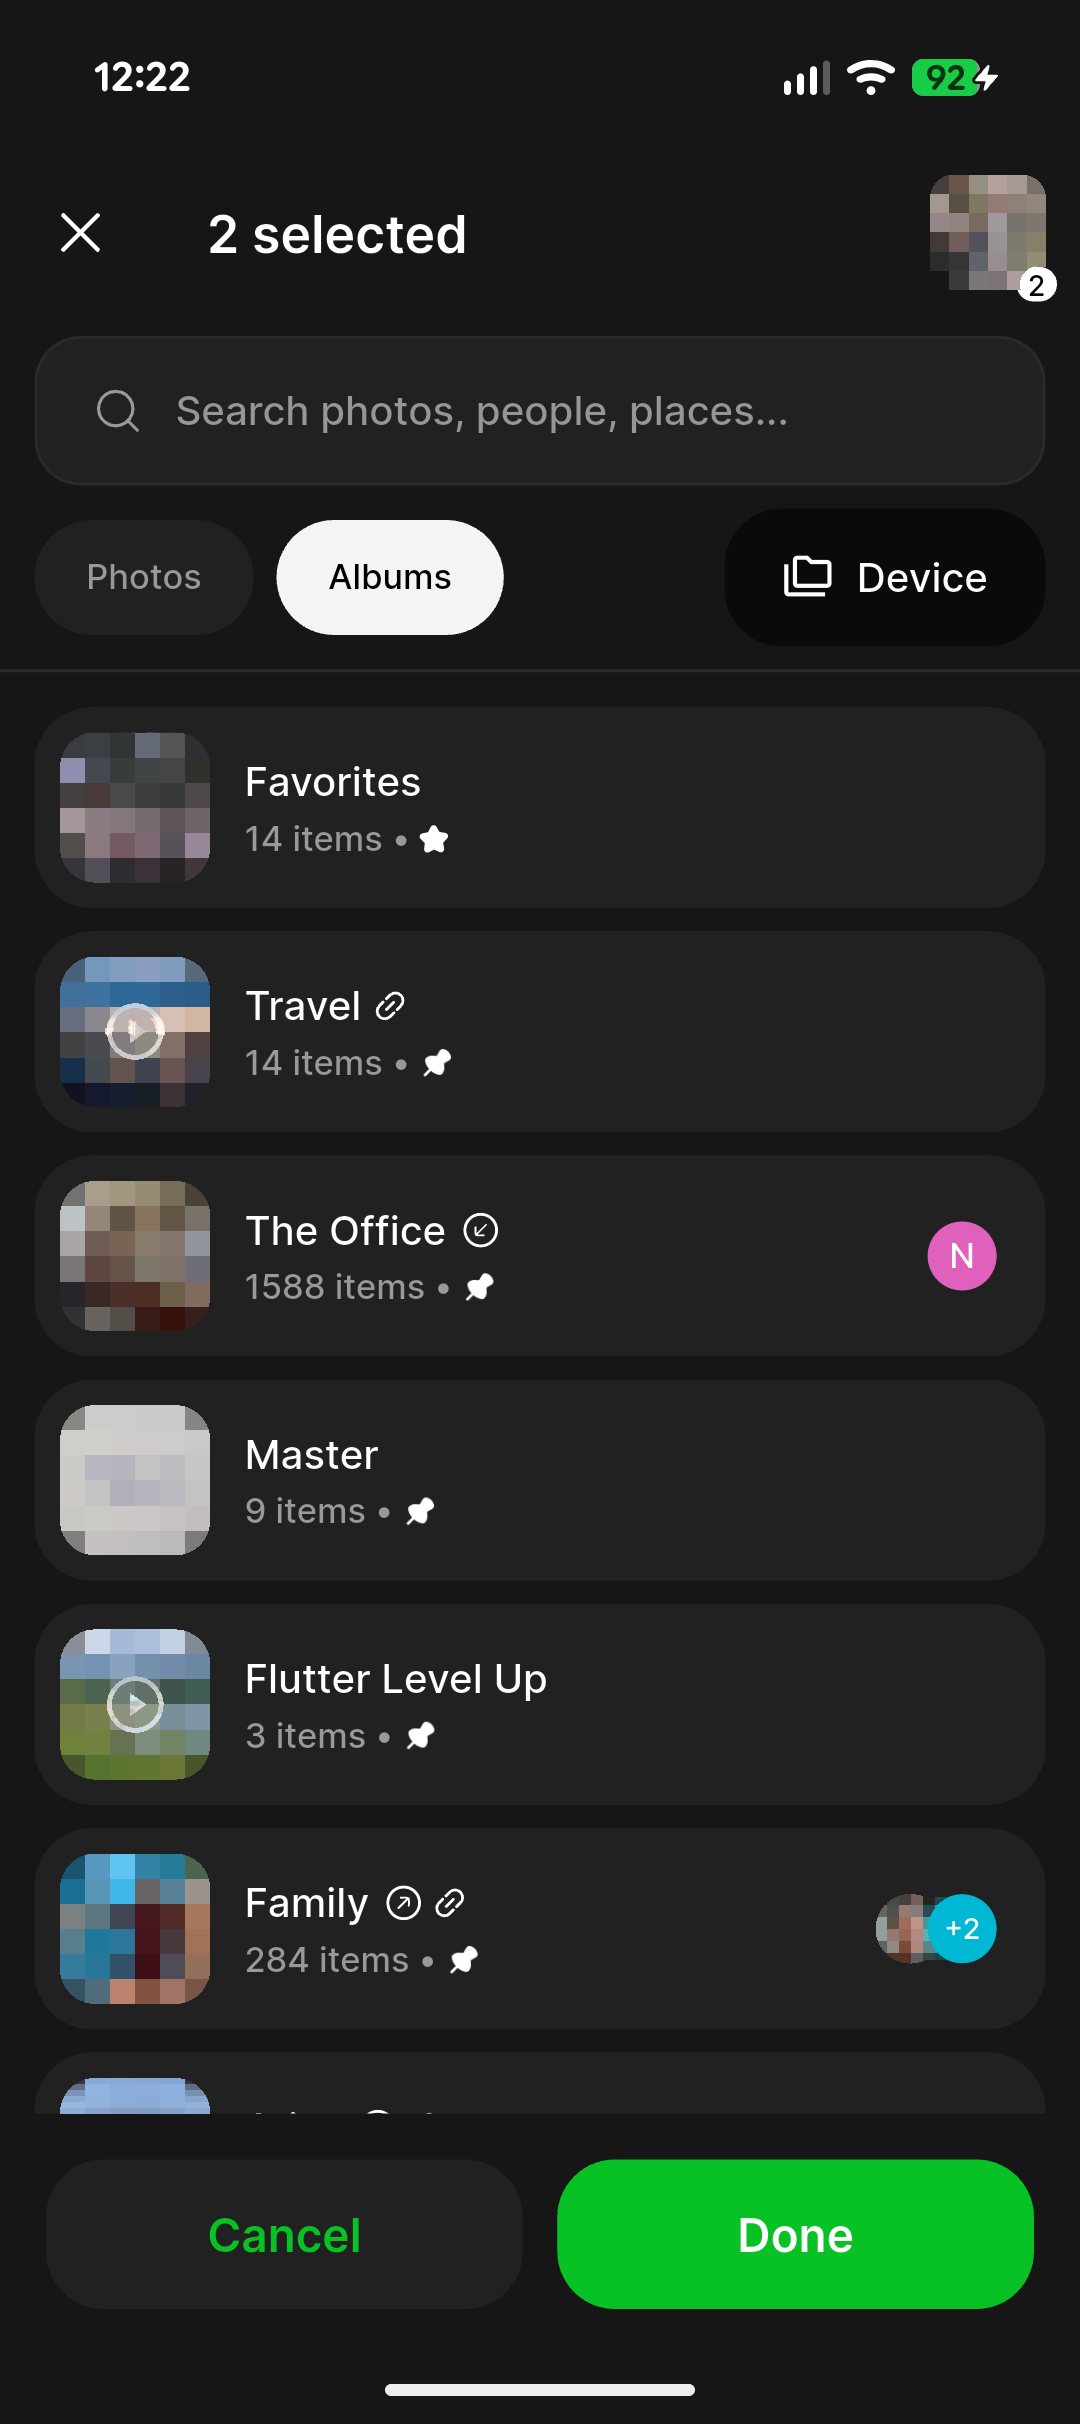 12:22
92
2 selected
2
Search photos, people, places...
Photos
Albums
Device
Favorites
14 items •
Travel
14 items •
The Office
1588 items •
N
Master
9 items •
Flutter Level Up
3 items •
Family
284 items •
+2
Cancel
Done